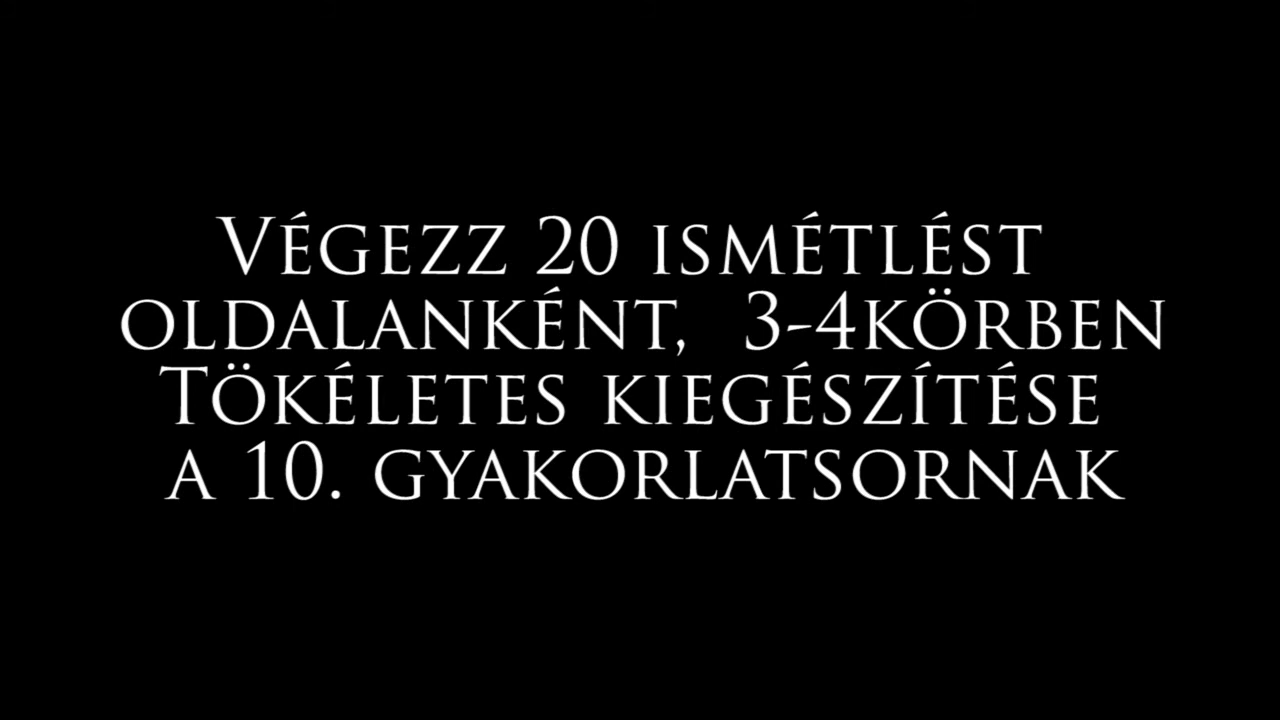 Végezz 20 ismétlést
oldalanként, 3-4körben
Tökéletes kiegészítése
a 10. gyakorlatsornak